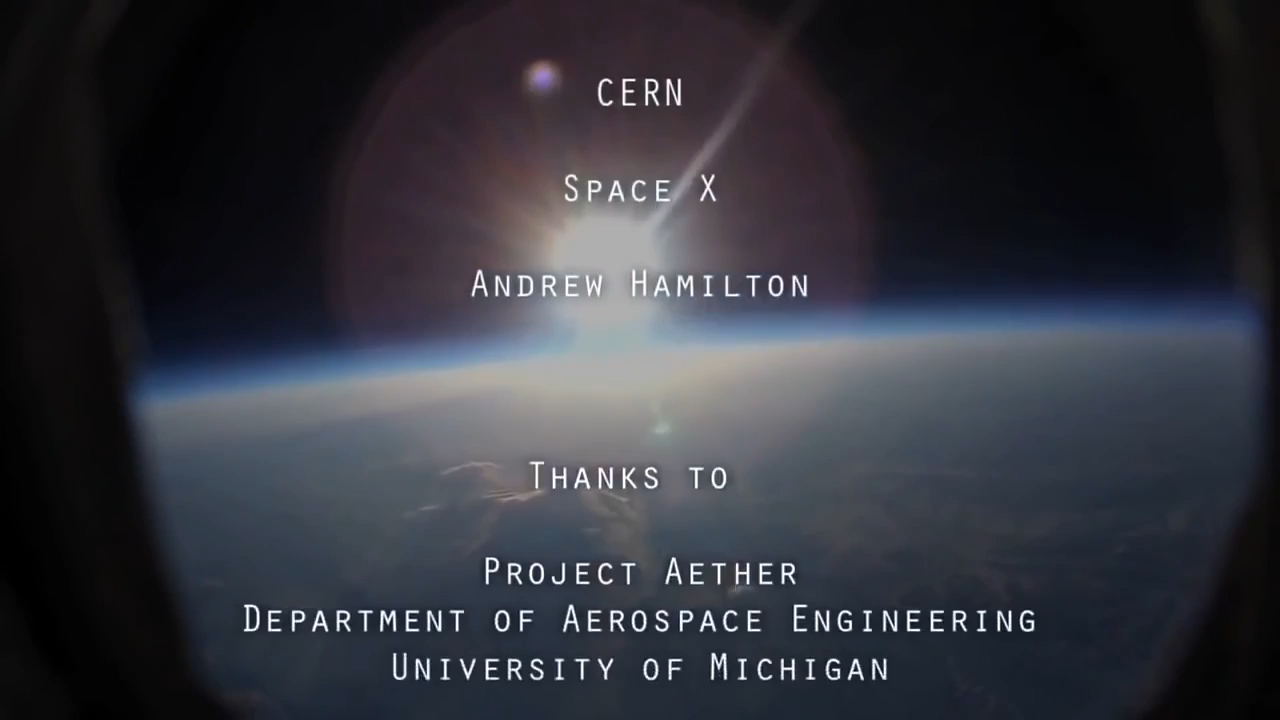 CERN
Space X
Andrew Hamilton
Thanks to
Project Aether
Department of Aerospace Engineering
University of Michigan